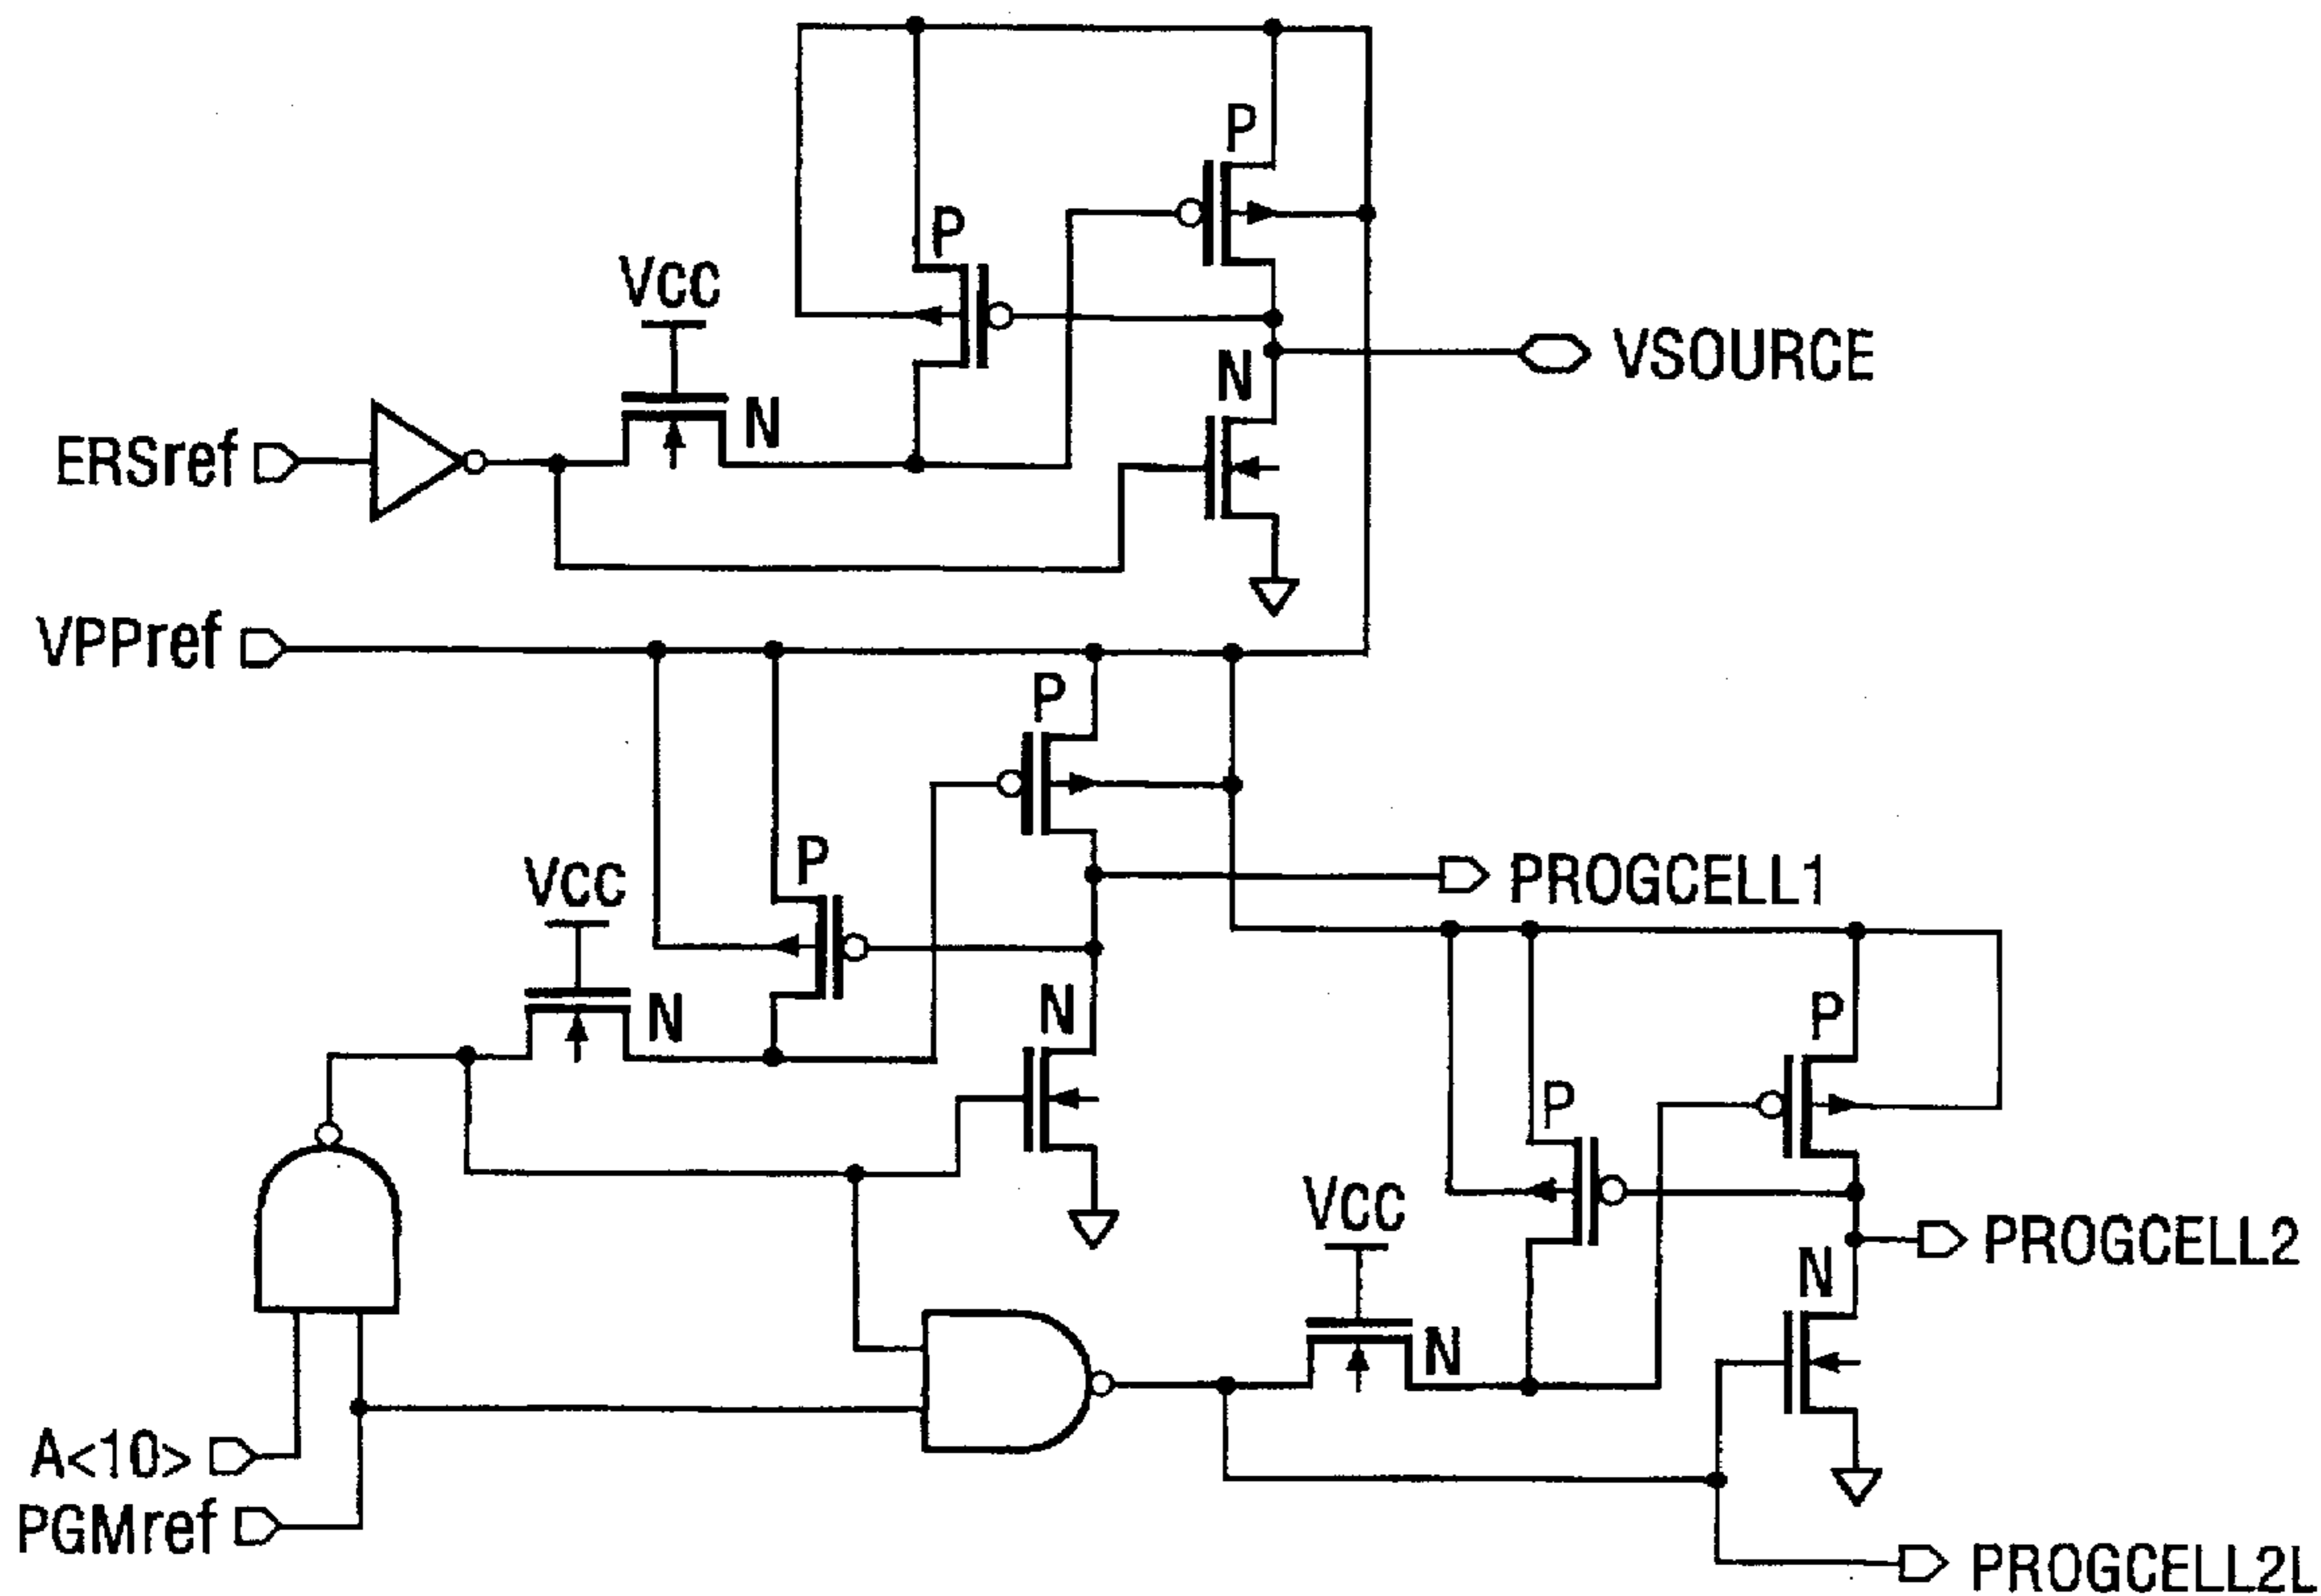 P
P
VCC
VSOURCE
N
N
ERSref
VPPref
P
P
VCC
PROGCELL1
N
N
P
P
VCC
PROGCELL2
N
N
A<10>
PGMref
PROGCELL2L